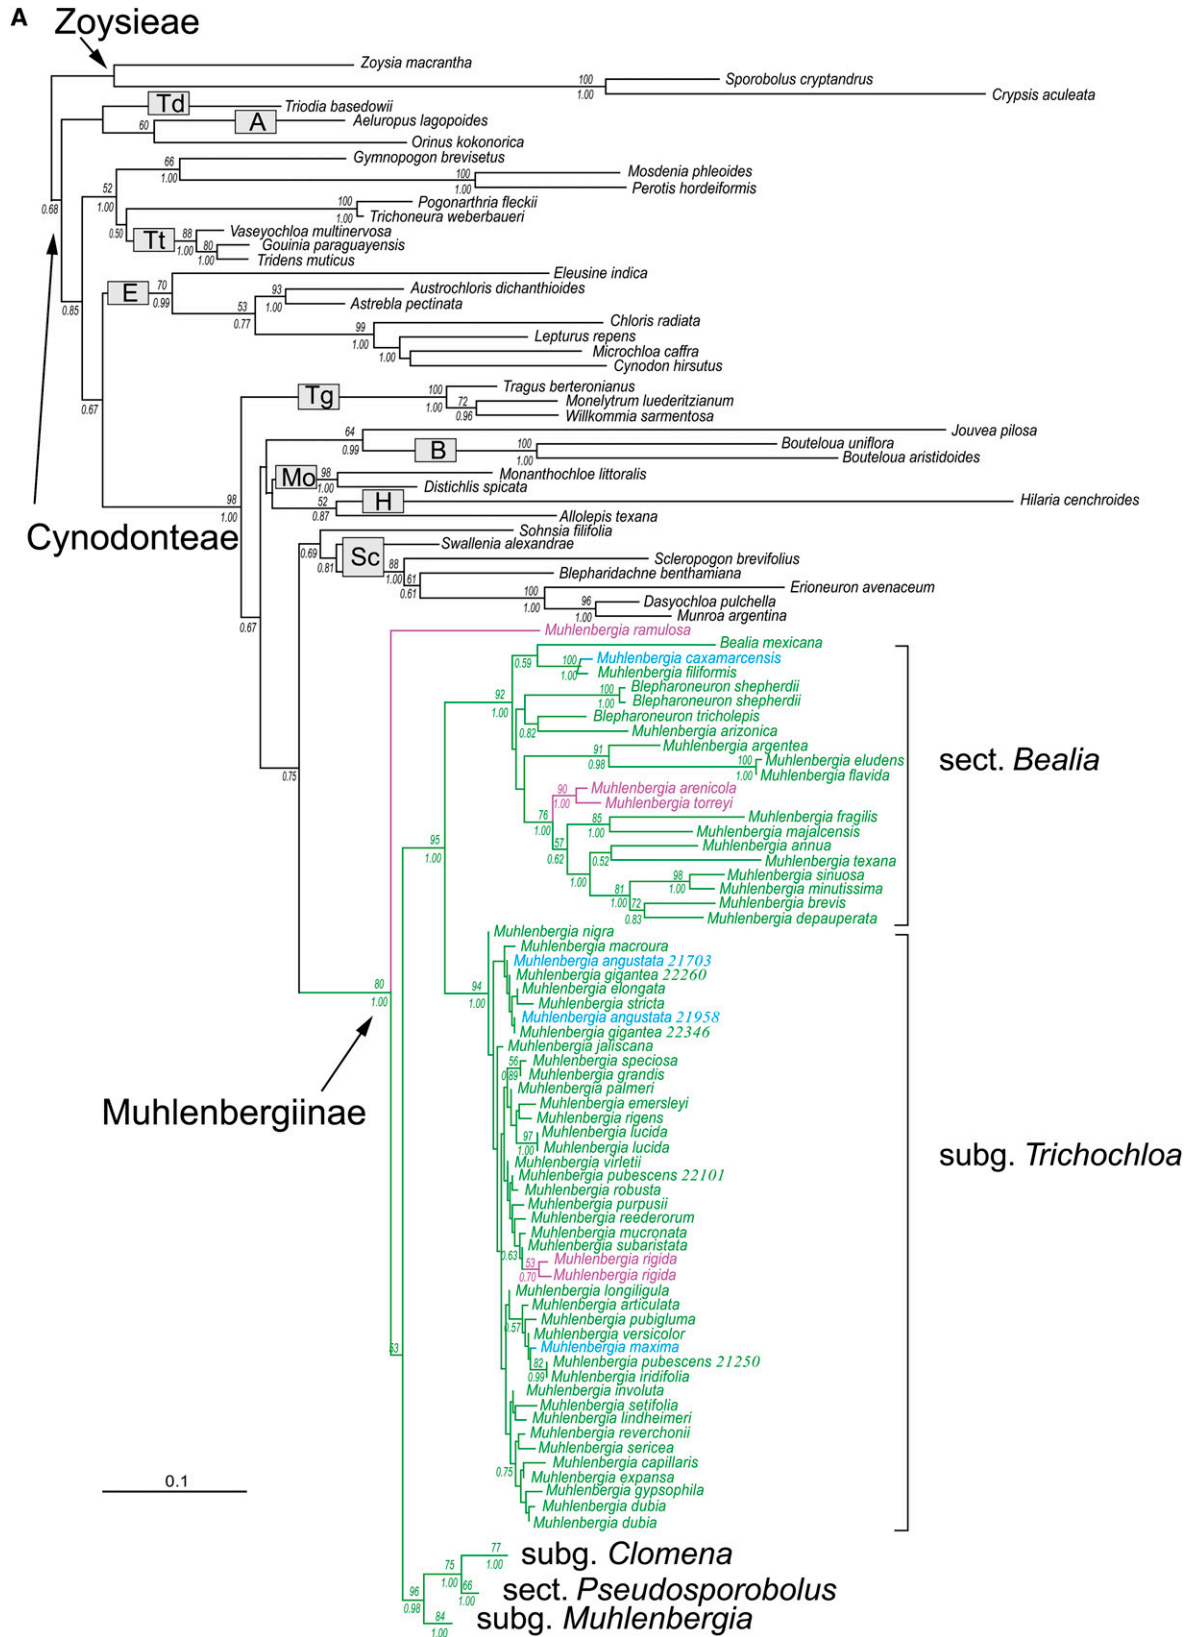 A
Zoysieae
Zoysia macrantha
100
1.00
Sporobolus cryptandrus
Crypsis aculeata
Td
Triodia basedowii
A
Aeluropus lagopoides
60
Orinus kokonorica
Gymnopogon brevisetus
66
1.00
Mosdenia phleoides
100
1.00
Perotis hordeiformis
52
1.00
0.68
Pogonarthria fleckii
100
1.00
Trichoneura weberbaueri
0.50
Tt
88
1.00
Vaseyochloa multinervosa
80
1.00
Gouinia paraguayensis
Tridens muticus
0.85
E
70
0.99
Eleusine indica
93
1.00
Austrochloris dichanthioides
Astrebla pectinata
53
0.77
Chloris radiata
99
1.00
Lepturus repens
1.00
Microchloa caffra
Cynodon hirsutus
0.67
Tg
100
1.00
Tragus berteronianus
72
0.96
Monelytrum luederitzianum
Willkommia sarmentosa
64
0.99
Jouvea pilosa
B
100
1.00
Bouteloua uniflora
Bouteloua aristidoides
Mo
98
1.00
Monanthochloe littoralis
Distichlis spicata
52
0.87
H
Hilaria cenchroides
Allolepis texana
98
1.00
Cynodonteae
Sohnsia filifolia
0.69
0.81
Sc
Swallenia alexandrae
88
1.00
Scleropogon brevifolius
61
0.61
Blepharidachne benthamiana
100
1.00
Erioneuron avenaceum
96
1.00
Dasyochloa pulchella
Munroa argentina
0.67
Muhlenbergia ramulosa
Bealia mexicana
0.59
100
1.00
Muhlenbergia caxamarcensis
Muhlenbergia filiformis
92
1.00
100
1.00
Blepharoneuron shepherdii
Blepharoneuron shepherdii
Blepharoneuron tricholepis
0.82
Muhlenbergia arizonica
91
0.98
Muhlenbergia argentea
100
1.00
Muhlenbergia eludens
Muhlenbergia flavida
sect. Bealia
0.75
90
1.00
Muhlenbergia arenicola
Muhlenbergia torreyi
76
1.00
85
1.00
Muhlenbergia fragilis
Muhlenbergia majalcensis
57
0.62
Muhlenbergia annua
0.52
Muhlenbergia texana
1.00
98
1.00
Muhlenbergia sinuosa
Muhlenbergia minutissima
81
1.00
72
0.83
Muhlenbergia brevis
Muhlenbergia depauperata
95
1.00
Muhlenbergia nigra
Muhlenbergia macroura
Muhlenbergia angustata 21703
Muhlenbergia gigantea 22260
Muhlenbergia elongata
Muhlenbergia stricta
Muhlenbergia angustata 21958
Muhlenbergia gigantea 22346
94
1.00
80
1.00
Muhlenbergia jaliscana
56
0.89
Muhlenbergia speciosa
Muhlenbergia grandis
Muhlenbergia palmeri
Muhlenbergiinae
Muhlenbergia emersleyi
Muhlenbergia rigens
97
1.00
Muhlenbergia lucida
Muhlenbergia lucida
subg. Trichochloa
Muhlenbergia virletii
Muhlenbergia pubescens 22101
Muhlenbergia robusta
Muhlenbergia purpusii
Muhlenbergia reederorum
Muhlenbergia mucronata
Muhlenbergia subaristata
0.63
53
0.70
Muhlenbergia rigida
Muhlenbergia rigida
Muhlenbergia longiligula
Muhlenbergia articulata
0.57
Muhlenbergia pubigluma
Muhlenbergia versicolor
Muhlenbergia maxima
82
0.99
Muhlenbergia pubescens 21250
Muhlenbergia iridifolia
53
Muhlenbergia involuta
Muhlenbergia setifolia
Muhlenbergia lindheimeri
Muhlenbergia reverchonii
Muhlenbergia sericea
0.75
Muhlenbergia capillaris
Muhlenbergia expansa
Muhlenbergia gypsophila
Muhlenbergia dubia
Muhlenbergia dubia
0.1
77
1.00
subg. Clomena
75
1.00
66
1.00
sect. Pseudosporobolus
96
0.98
84
1.00
subg. Muhlenbergia